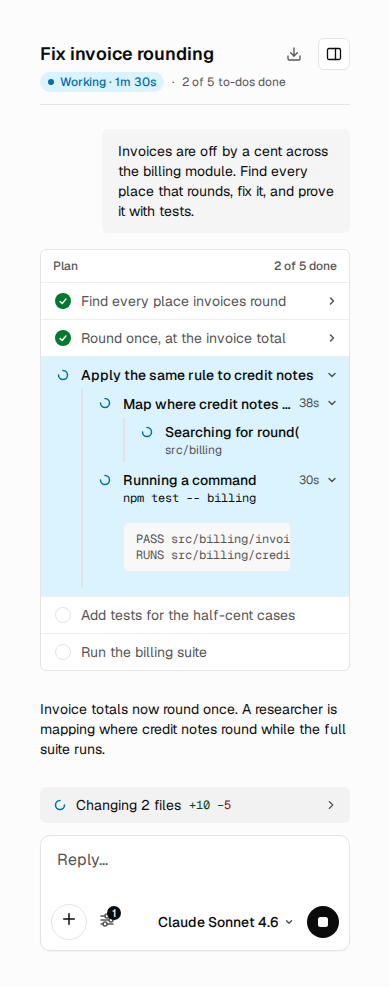 Fix invoice rounding
Working · 1m 30s · 2 of 5 to-dos done
Invoices are off by a cent across
the billing module. Find every
place that rounds, fix it, and prove
it with tests.
Plan 2 of 5 done
Find every place invoices round
Round once, at the invoice total
Apply the same rule to credit notes
Map where credit notes ... 38s
Searching for round(
src/billing
Running a command 30s
npm test -- billing
PASS src/billing/invoi
RUNS src/billing/credi
Add tests for the half-cent cases
Run the billing suite
Invoice totals now round once. A researcher is
mapping where credit notes round while the full
suite runs.
Changing 2 files +10 −5
Reply...
1
Claude Sonnet 4.6